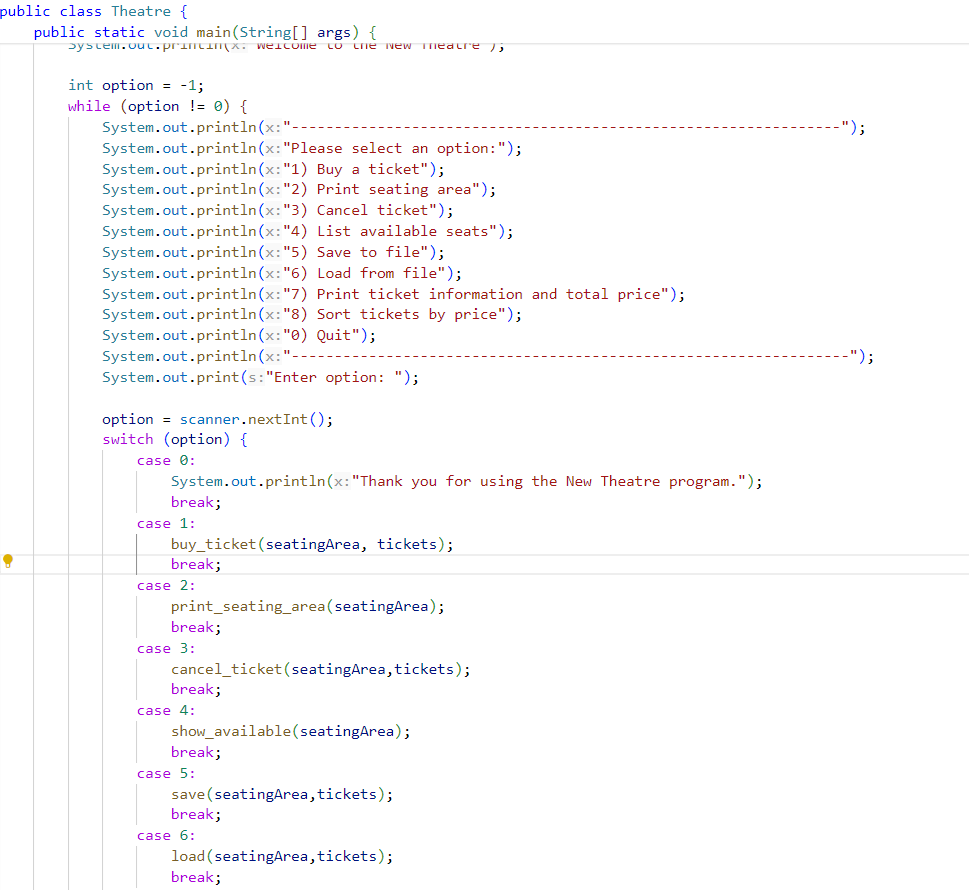 public class Theatre {
    public static void main(String[] args) {
        System.out.println(x: "Welcome to the New Theatre");
        int option = -1;
        while (option != 0) {
            System.out.println(x:"----------------------------------------------------------------");
            System.out.println(x:"Please select an option:");
            System.out.println(x:"1) Buy a ticket");
            System.out.println(x:"2) Print seating area");
            System.out.println(x:"3) Cancel ticket");
            System.out.println(x:"4) List available seats");
            System.out.println(x:"5) Save to file");
            System.out.println(x:"6) Load from file");
            System.out.println(x:"7) Print ticket information and total price");
            System.out.println(x:"8) Sort tickets by price");
            System.out.println(x:"0) Quit");
            System.out.println(x:"-----------------------------------------------------------------");
            System.out.print(s:"Enter option: ");
            option = scanner.nextInt();
            switch (option) {
                case 0:
                    System.out.println(x:"Thank you for using the New Theatre program.");
                    break;
                case 1:
                    buy_ticket(seatingArea, tickets);
                    break;
                case 2:
                    print_seating_area(seatingArea);
                    break;
                case 3:
                    cancel_ticket(seatingArea,tickets);
                    break;
                case 4:
                    show_available(seatingArea);
                    break;
                case 5:
                    save(seatingArea,tickets);
                    break;
                case 6:
                    load(seatingArea,tickets);
                    break;